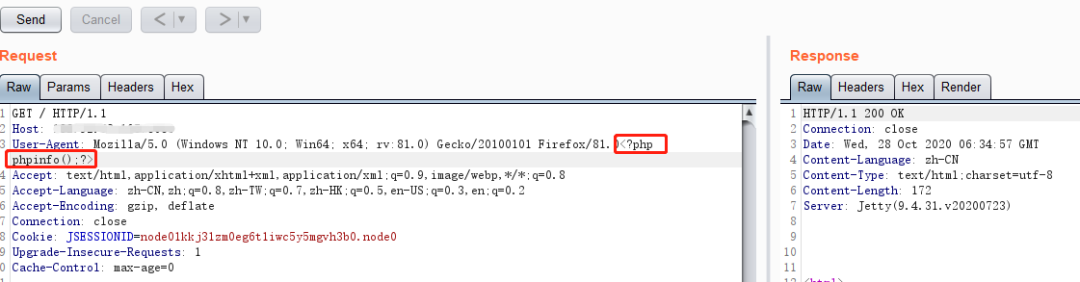 Send Cancel < > 
Request
Raw Params Headers Hex
1 GET / HTTP/1.1
2 Host:
3 User-Agent: Mozilla/5.0 (Windows NT 10.0; Win64; x64; rv:81.0) Gecko/20100101 Firefox/81.0<?php
phpinfo();?>
4 Accept: text/html,application/xhtml+xml,application/xml;q=0.9,image/webp,*/*;q=0.8
5 Accept-Language: zh-CN,zh;q=0.8,zh-TW;q=0.7,zh-HK;q=0.5,en-US;q=0.3,en;q=0.2
6 Accept-Encoding: gzip, deflate
7 Connection: close
8 Cookie: JSESSIONID=node01kkj31zm0eg6t1iwc5y5mgvh3b0.node0
9 Upgrade-Insecure-Requests: 1
0 Cache-Control: max-age=0
Response
Raw Headers Hex Render
1 HTTP/1.1 200 OK
2 Connection: close
3 Date: Wed, 28 Oct 2020 06:34:57 GMT
4 Content-Language: zh-CN
5 Content-Type: text/html;charset=utf-8
6 Content-Length: 172
7 Server: Jetty(9.4.31.v20200723)
8
9
10
11
12 <html>